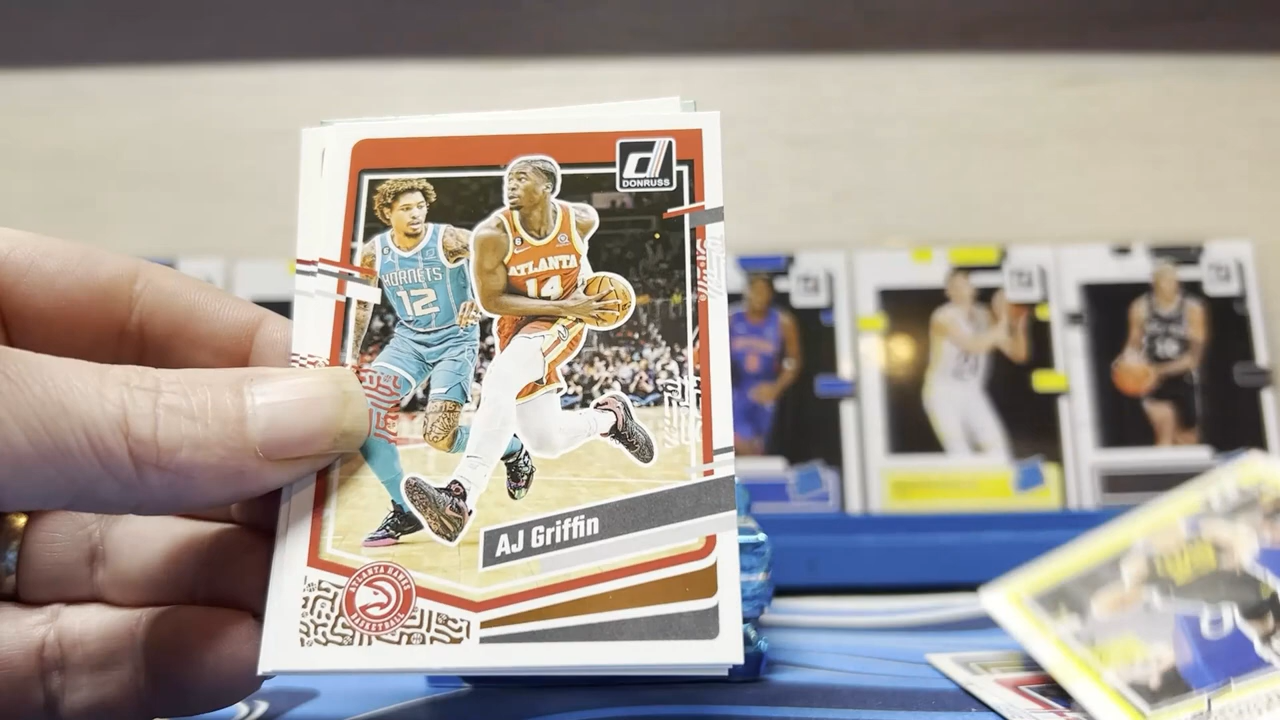 d
DONRUSS
HORNETS
12
ATLANTA
14
AJ Griffin
ATLANTA HAWKS
BASKETBALL